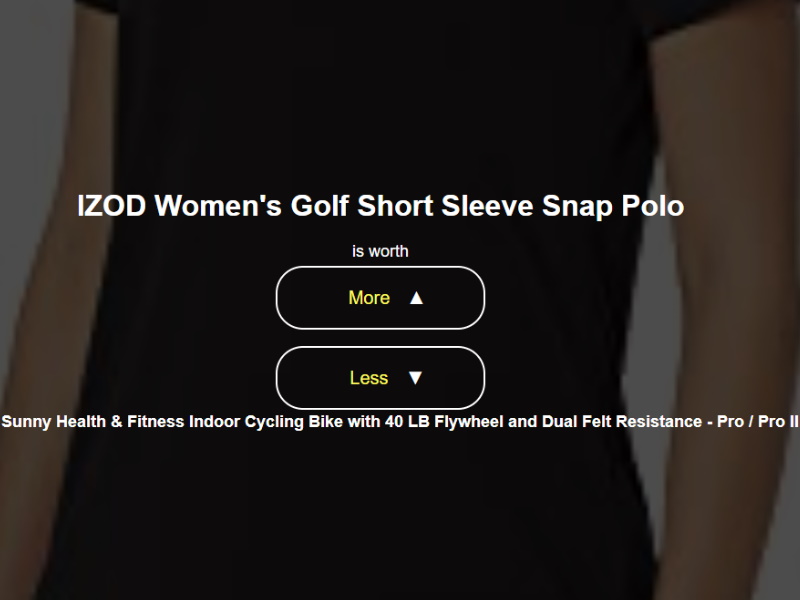 IZOD Women's Golf Short Sleeve Snap Polo
is worth
More ▲
Less ▼
Sunny Health & Fitness Indoor Cycling Bike with 40 LB Flywheel and Dual Felt Resistance - Pro / Pro II